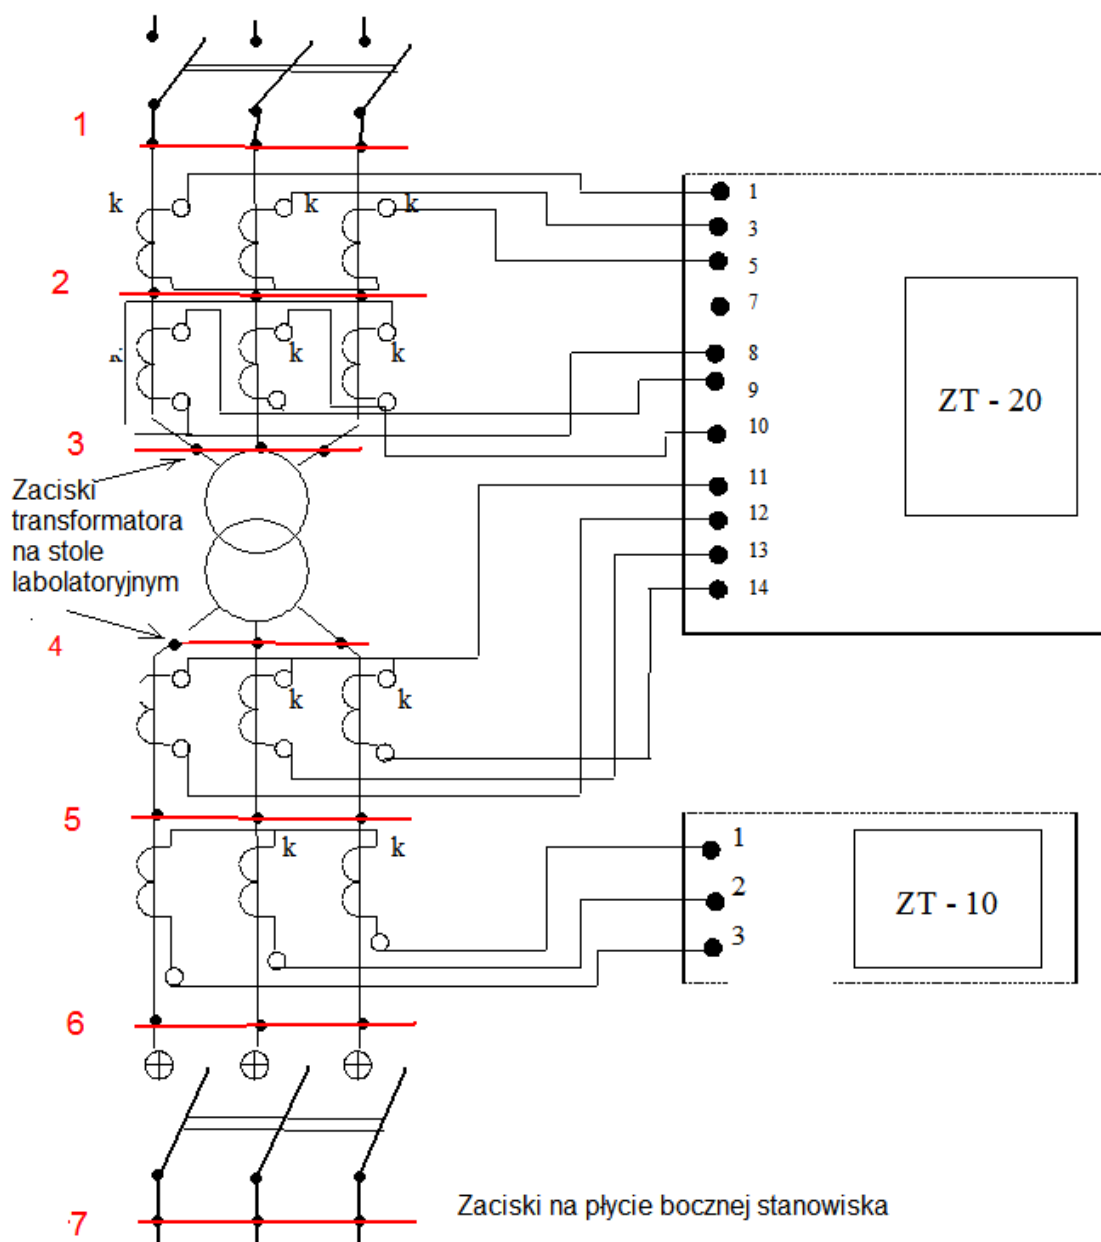 1
k
k
k
1
3
5
2
7
k
k
8
9
ZT - 20
10
3
Zaciski
transformatora
na stole
labolatoryjnym
11
12
13
14
4
k
k
5
k
k
1
2
3
ZT - 10
6
7
Zaciski na płycie bocznej stanowiska